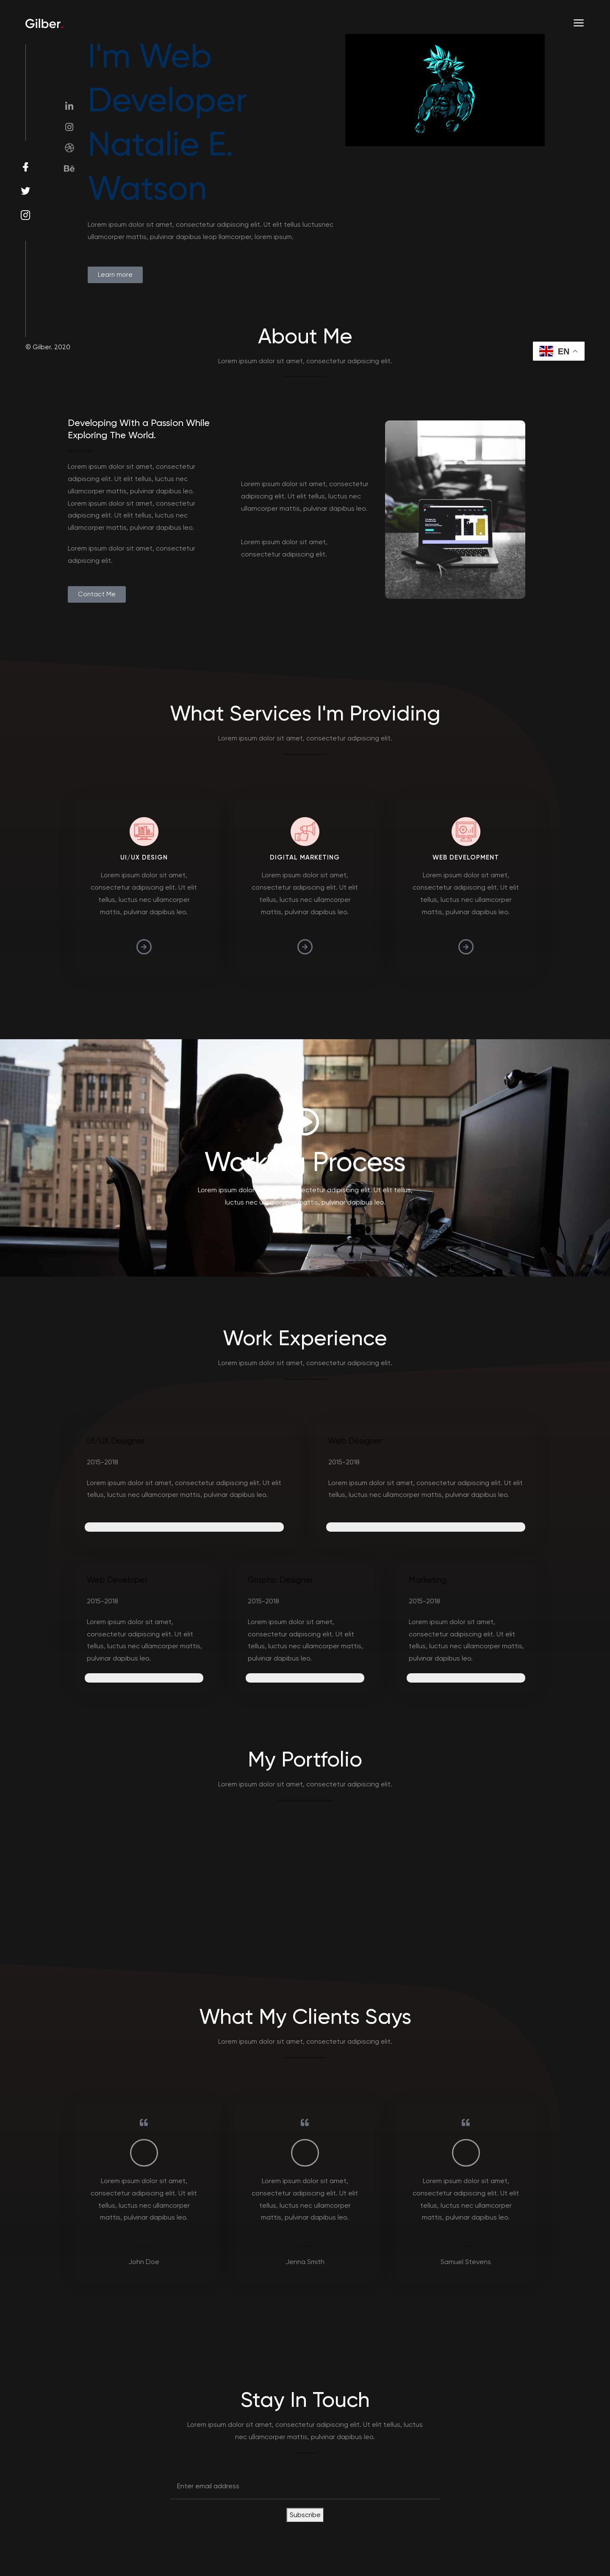 Gilber.
I'm Web
Developer
Natalie E.
Watson
Bē
Lorem ipsum dolor sit amet, consectetur adipiscing elit. Ut elit tellus luctusnec
ullamcorper mattis, pulvinar dapibus leop llamcorper, lorem ipsum.
Learn more
© Gilber. 2020
EN
About Me
Lorem ipsum dolor sit amet, consectetur adipiscing elit.
Developing With a Passion While
Exploring The World.
Lorem ipsum dolor sit amet, consectetur
adipiscing elit. Ut elit tellus, luctus nec
ullamcorper mattis, pulvinar dapibus leo.
Lorem ipsum dolor sit amet, consectetur
adipiscing elit. Ut elit tellus, luctus nec
ullamcorper mattis, pulvinar dapibus leo.
Lorem ipsum dolor sit amet, consectetur
adipiscing elit.
Contact Me
Lorem ipsum dolor sit amet, consectetur
adipiscing elit. Ut elit tellus, luctus nec
ullamcorper mattis, pulvinar dapibus leo.
Lorem ipsum dolor sit amet,
consectetur adipiscing elit.
What Services I'm Providing
Lorem ipsum dolor sit amet, consectetur adipiscing elit.
UI/UX DESIGN
Lorem ipsum dolor sit amet,
consectetur adipiscing elit. Ut elit
tellus, luctus nec ullamcorper
mattis, pulvinar dapibus leo.
DIGITAL MARKETING
Lorem ipsum dolor sit amet,
consectetur adipiscing elit. Ut elit
tellus, luctus nec ullamcorper
mattis, pulvinar dapibus leo.
WEB DEVELOPMENT
Lorem ipsum dolor sit amet,
consectetur adipiscing elit. Ut elit
tellus, luctus nec ullamcorper
mattis, pulvinar dapibus leo.
Working Process
Lorem ipsum dolor sit amet, consectetur adipiscing elit. Ut elit tellus,
luctus nec ullamcorper mattis, pulvinar dapibus leo.
Work Experience
Lorem ipsum dolor sit amet, consectetur adipiscing elit.
UI/UX Designer
2015-2018
Lorem ipsum dolor sit amet, consectetur adipiscing elit. Ut elit
tellus, luctus nec ullamcorper mattis, pulvinar dapibus leo.
Web Designer
2015-2018
Lorem ipsum dolor sit amet, consectetur adipiscing elit. Ut elit
tellus, luctus nec ullamcorper mattis, pulvinar dapibus leo.
Web Developer
2015-2018
Lorem ipsum dolor sit amet,
consectetur adipiscing elit. Ut elit
tellus, luctus nec ullamcorper mattis,
pulvinar dapibus leo.
Graphic Designer
2015-2018
Lorem ipsum dolor sit amet,
consectetur adipiscing elit. Ut elit
tellus, luctus nec ullamcorper mattis,
pulvinar dapibus leo.
Marketing
2015-2018
Lorem ipsum dolor sit amet,
consectetur adipiscing elit. Ut elit
tellus, luctus nec ullamcorper mattis,
pulvinar dapibus leo.
My Portfolio
Lorem ipsum dolor sit amet, consectetur adipiscing elit.
What My Clients Says
Lorem ipsum dolor sit amet, consectetur adipiscing elit.
Lorem ipsum dolor sit amet,
consectetur adipiscing elit. Ut elit
tellus, luctus nec ullamcorper
mattis, pulvinar dapibus leo.
John Doe
Lorem ipsum dolor sit amet,
consectetur adipiscing elit. Ut elit
tellus, luctus nec ullamcorper
mattis, pulvinar dapibus leo.
Jenna Smith
Lorem ipsum dolor sit amet,
consectetur adipiscing elit. Ut elit
tellus, luctus nec ullamcorper
mattis, pulvinar dapibus leo.
Samuel Stevens
Stay In Touch
Lorem ipsum dolor sit amet, consectetur adipiscing elit. Ut elit tellus, luctus
nec ullamcorper mattis, pulvinar dapibus leo.
Enter email address
Subscribe